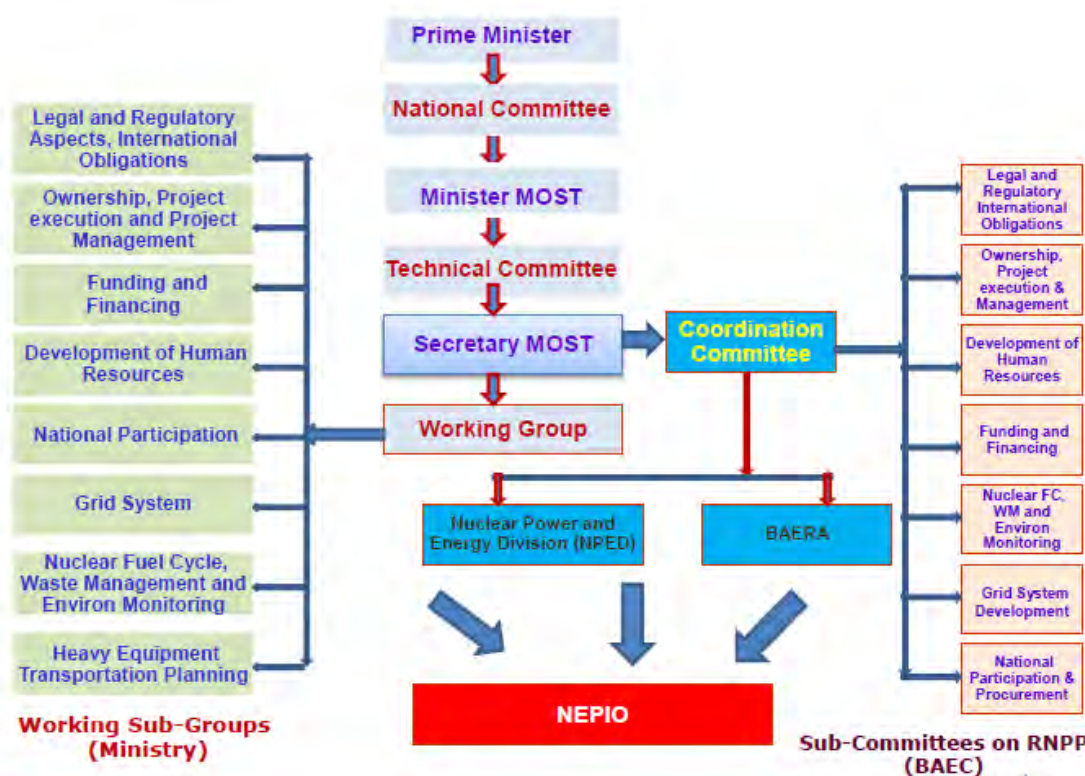 Prime Minister
National Committee
Minister MOST
Technical Committee
Secretary MOST
Working Group
Coordination
Committee
Nuclear Power and
Energy Division (NPED)
BAERA
NEPIO
Legal and Regulatory
Aspects, International
Obligations
Ownership, Project
execution and Project
Management
Funding and
Financing
Development of Human
Resources
National Participation
Grid System
Nuclear Fuel Cycle,
Waste Management and
Environ Monitoring
Heavy Equipment
Transportation Planning
Working Sub-Groups
(Ministry)
Legal and
Regulatory
International
Obligations
Ownership,
Project
execution &
Management
Development of
Human
Resources
Funding and
Financing
Nuclear FC,
WM and
Environ
Monitoring
Grid System
Development
National
Participation &
Procurement
Sub-Committees on RNPP
(BAEC)